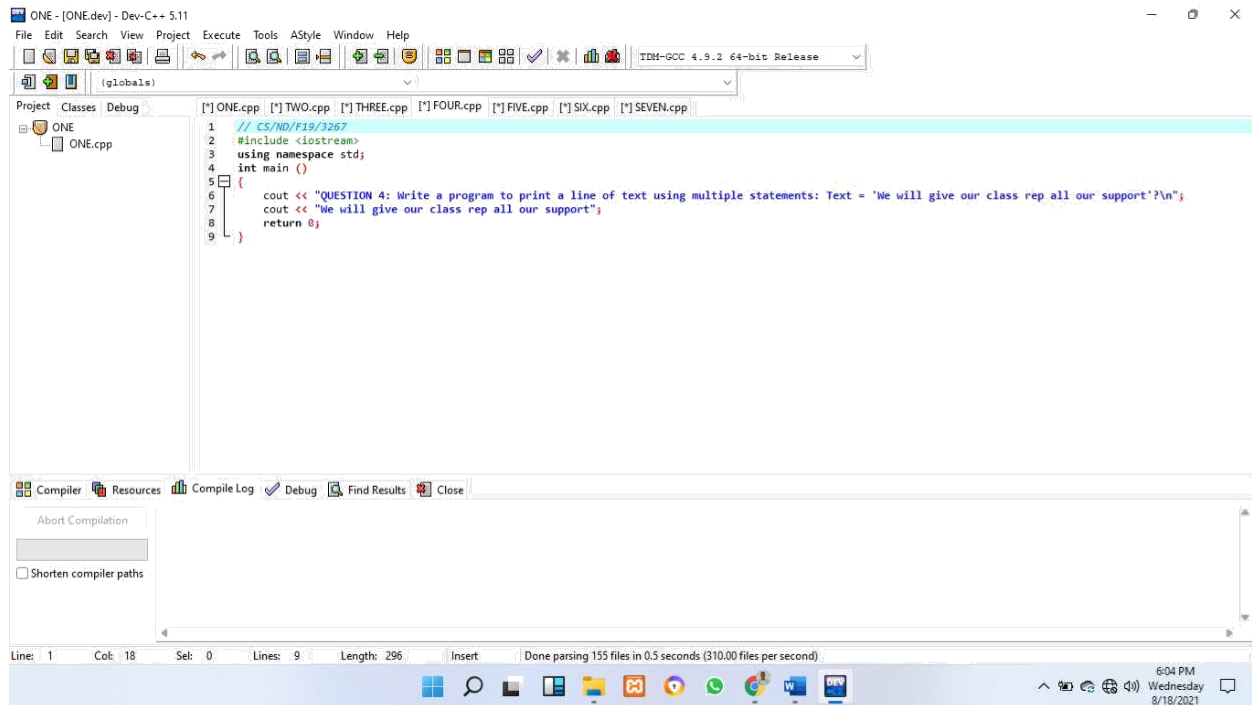 ONE - [ONE.dev] - Dev-C++ 5.11
File Edit Search View Project Execute Tools AStyle Window Help
TDM-GCC 4.9.2 64-bit Release
(globals)
Project Classes Debug
[*] ONE.cpp [*] TWO.cpp [*] THREE.cpp [*] FOUR.cpp [*] FIVE.cpp [*] SIX.cpp [*] SEVEN.cpp
ONE
ONE.cpp
1 // CS/ND/F19/3267
2 #include <iostream>
3 using namespace std;
4 int main ()
5 {
6 cout << "QUESTION 4: Write a program to print a line of text using multiple statements: Text = 'We will give our class rep all our support'?\n";
7 cout << "We will give our class rep all our support";
8 return 0;
9 }
Compiler Resources Compile Log Debug Find Results Close
Abort Compilation
Shorten compiler paths
Line: 1 Col: 18 Sel: 0 Lines: 9 Length: 296 Insert Done parsing 155 files in 0.5 seconds (310.00 files per second)
6:04 PM
Wednesday
8/18/2021